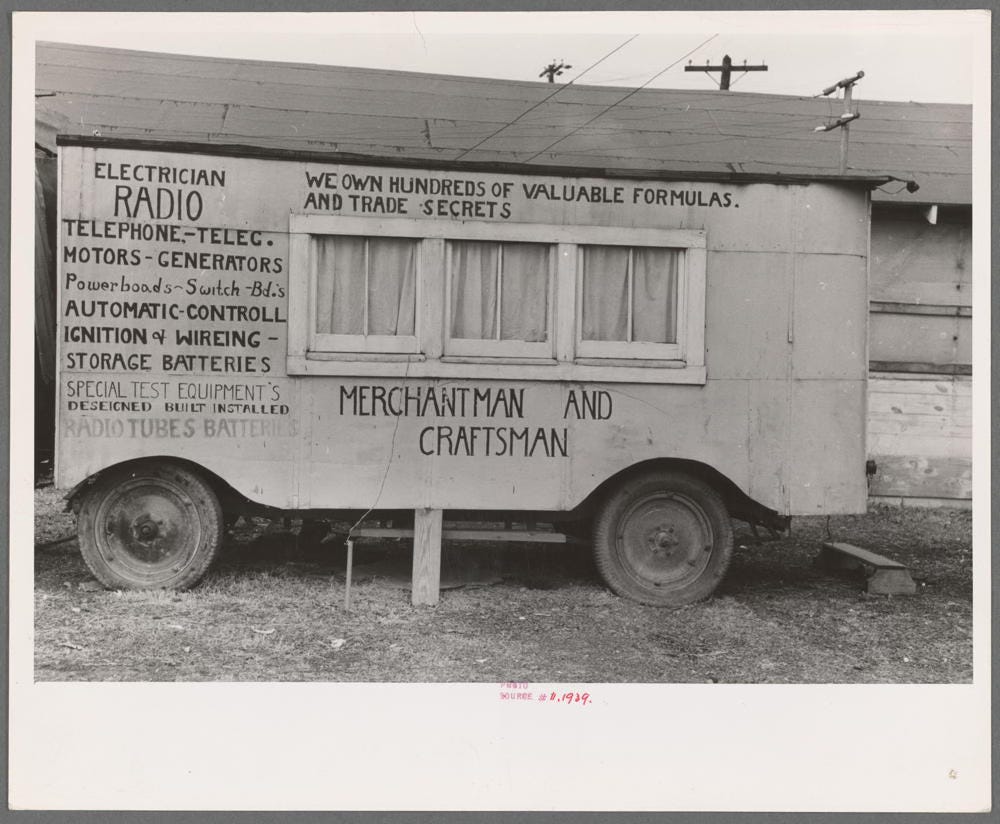 ELECTRICIAN
RADIO
TELEPHONE,-TELEG.
MOTORS-GENERATORS
Powerboads~Switch-Bd.'s
AUTOMATIC-CONTROLL
IGNITION & WIREING-
STORAGE BATTERIES
SPECIAL TEST EQUIPMENT'S
DESEIGNED BUILT INSTALLED
RADIO TUBES BATTERIES
WE OWN HUNDREDS OF VALUABLE FORMULAS.
AND TRADE-SECRETS
MERCHANTMAN AND
CRAFTSMAN
SOURCE # 11.1939.